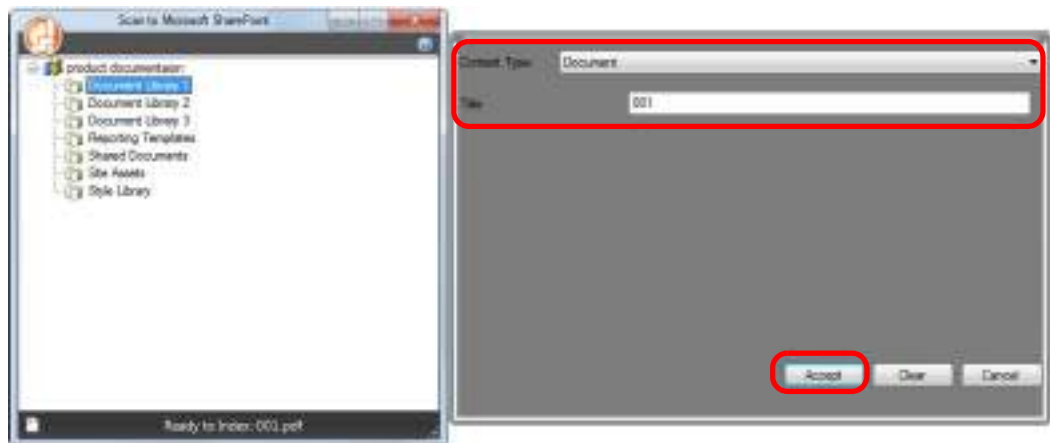 Scan to Microsoft SharePoint
product documentaion
Document Library 1
Document Library 2
Document Library 3
Reporting Templates
Shared Documents
Site Assets
Style Library
Ready to Index: 001.pdf
Content Type Document
Title 001
Accept Clear Cancel